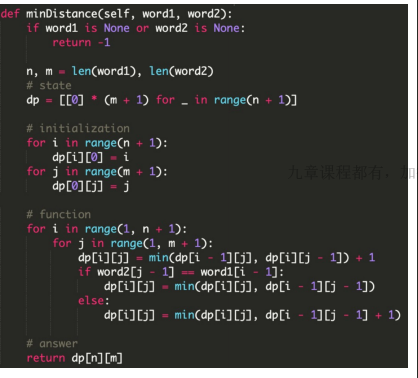 def minDistance(self, word1, word2):
    if word1 is None or word2 is None:
        return -1

    n, m = len(word1), len(word2)
    # state
    dp = [[0] * (m + 1) for _ in range(n + 1)]

    # initialization
    for i in range(n + 1):
        dp[i][0] = i
    for j in range(m + 1):
        dp[0][j] = j
九章课程都有，加

    # function
    for i in range(1, n + 1):
        for j in range(1, m + 1):
            dp[i][j] = min(dp[i - 1][j], dp[i][j - 1]) + 1
            if word2[j - 1] == word1[i - 1]:
                dp[i][j] = min(dp[i][j], dp[i - 1][j - 1])
            else:
                dp[i][j] = min(dp[i][j], dp[i - 1][j - 1] + 1)

    # answer
    return dp[n][m]